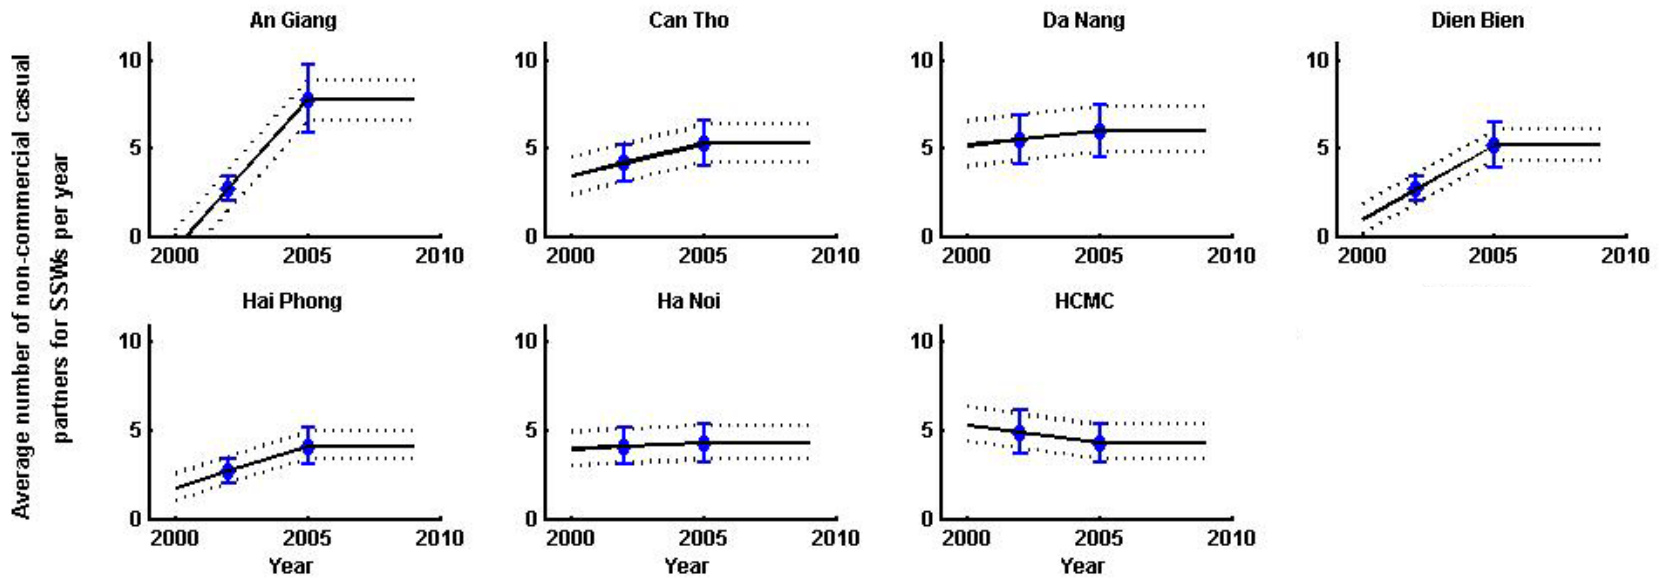 Average number of non-commercial casual
partners for SSWs per year
An Giang
10
5
0
2000 2005 2010
Can Tho
10
5
0
2000 2005 2010
Da Nang
10
5
0
2000 2005 2010
Dien Bien
10
5
0
2000 2005 2010
Hai Phong
10
5
0
2000 2005 2010
Year
Ha Noi
10
5
0
2000 2005 2010
Year
HCMC
10
5
0
2000 2005 2010
Year